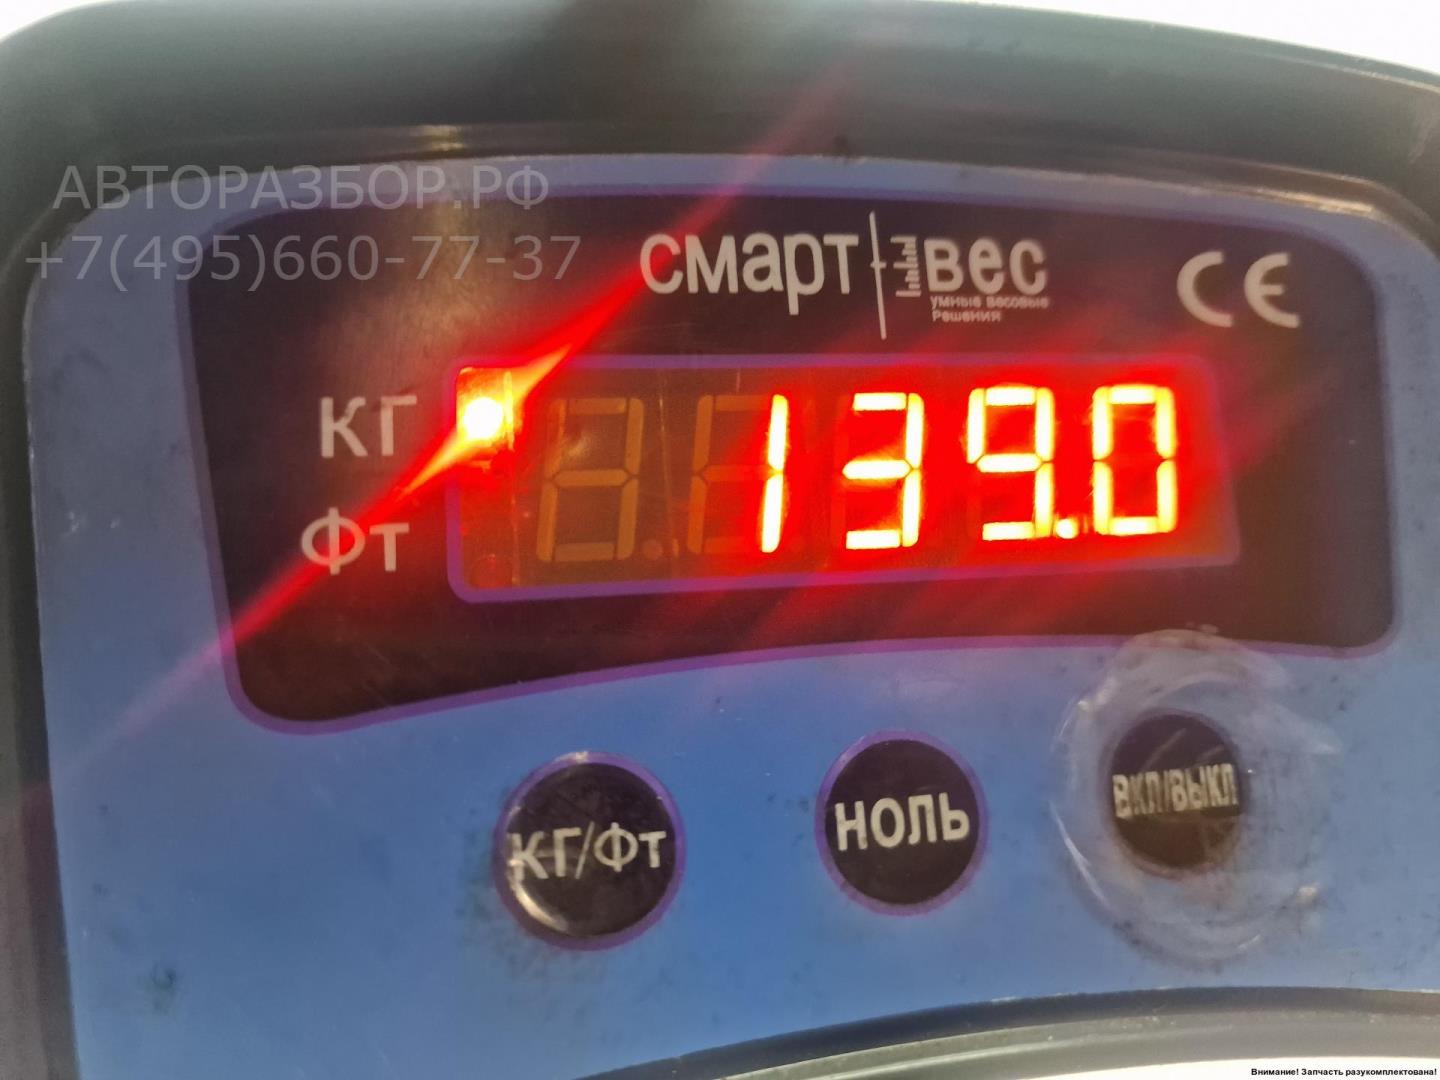 АВТОРАЗБОР.РФ
+7(495)660-77-37
смарт вес
умные весовые
решения
CE
кг
139.0
Фт
КГ/Фт
НОЛЬ
ВКЛ/ВЫКЛ
Внимание! Запчасть разукомплектована!